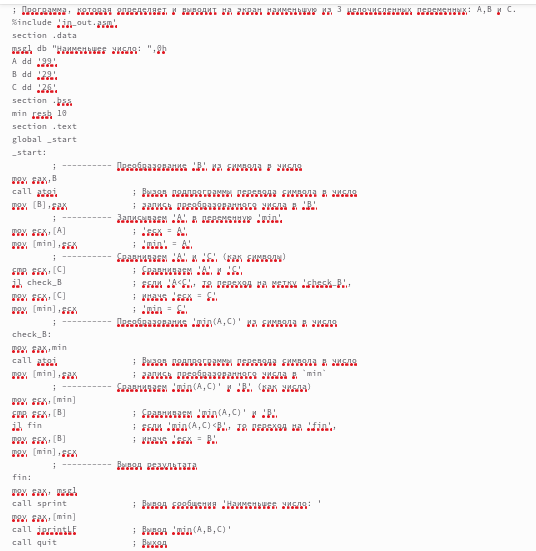 ; Программа, которая определяет и выводит на экран наименьшую из 3 целочисленных переменных: A,B и C.
%include 'in_out.asm'
section .data
msg1 db "Наименьшее число: ",0h
A dd '99'
B dd '29'
C dd '26'
section .bss
min resb 10
section .text
global _start
_start:
; ---------- Преобразование 'B' из символа в число
mov eax,B
call atoi ; Вызов подпрограммы перевода символа в число
mov [B],eax ; запись преобразованного числа в 'B'
; ---------- Записываем 'A' в переменную 'min'
mov ecx,[A] ; 'ecx = A'
mov [min],ecx ; 'min' = A'
; ---------- Сравниваем 'A' и 'C' (как символы)
cmp ecx,[C] ; Сравниваем 'A' и 'C'
jl check_B ; если 'A<C', то переход на метку 'check_B',
mov ecx,[C] ; иначе 'ecx = C'
mov [min],ecx ; 'min = C'
; ---------- Преобразование 'min(A,C)' из символа в число
check_B:
mov eax,min
call atoi ; Вызов подпрограммы перевода символа в число
mov [min],eax ; запись преобразованного числа в `min`
; ---------- Сравниваем 'min(A,C)' и 'B' (как числа)
mov ecx,[min]
cmp ecx,[B] ; Сравниваем 'min(A,C)' и 'B'
jl fin ; если 'min(A,C)<B', то переход на 'fin',
mov ecx,[B] ; иначе 'ecx = B'
mov [min],ecx
; ---------- Вывод результата
fin:
mov eax, msg1
call sprint ; Вывод сообщения 'Наименьшее число: '
mov eax,[min]
call iprintLF ; Вывод 'min(A,B,C)'
call quit ; Выход